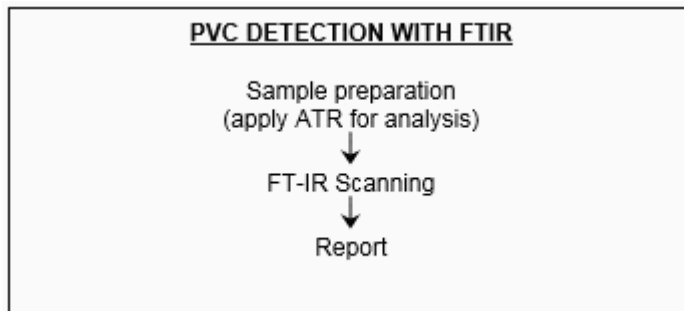 PVC DETECTION WITH FTIR
Sample preparation
(apply ATR for analysis)
FT-IR Scanning
Report